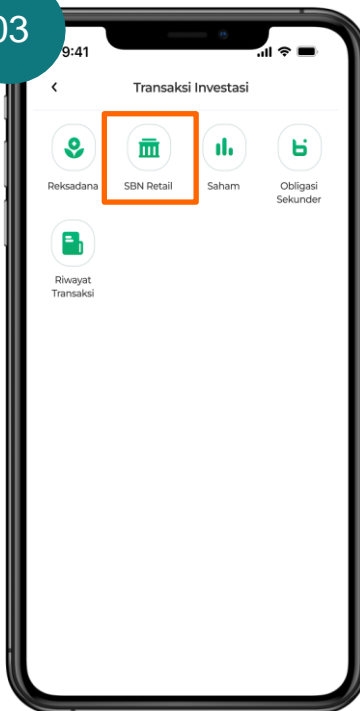 03
9:41
Transaksi Investasi
Reksadana
SBN Retail
Saham
Obligasi
Sekunder
Riwayat
Transaksi